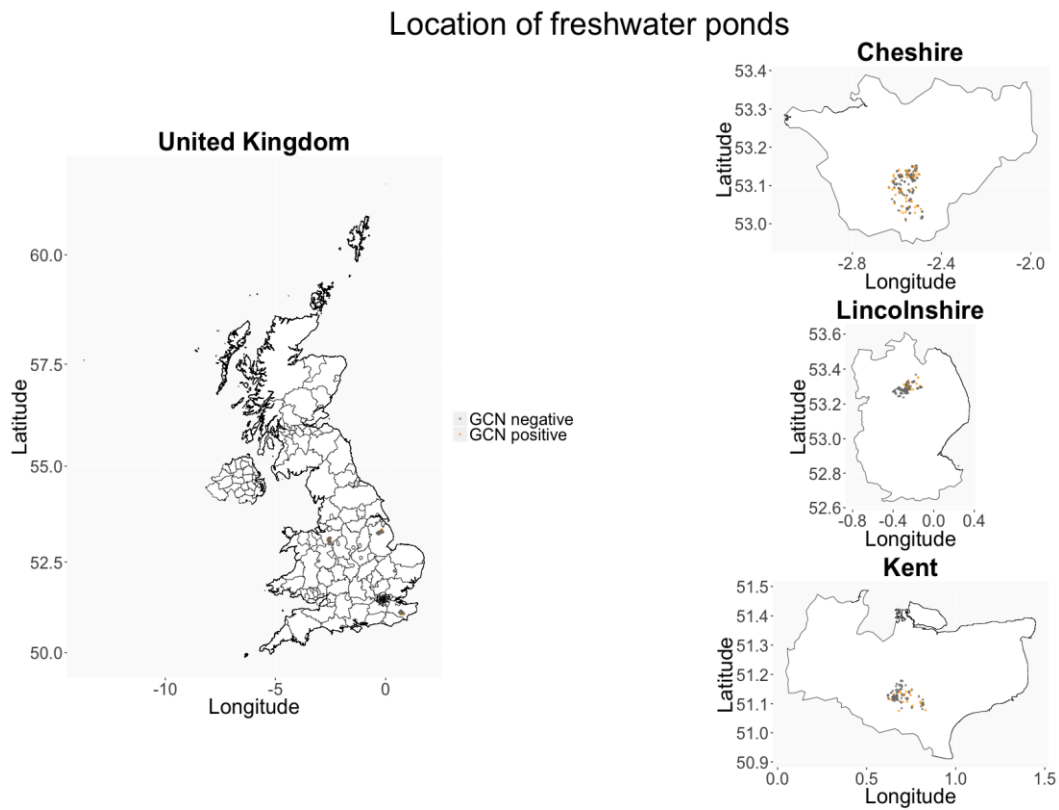 Location of freshwater ponds
United Kingdom
Latitude
60.0
57.5
55.0
52.5
50.0
-10
-5
0
Longitude
GCN negative
GCN positive
Cheshire
Latitude
53.4
53.3
53.2
53.1
53.0
-2.8
-2.4
-2.0
Longitude
Lincolnshire
Latitude
53.6
53.4
53.2
53.0
52.8
52.6
-0.8
-0.4
0.0
0.4
Longitude
Kent
Latitude
51.5
51.4
51.3
51.2
51.1
51.0
50.9
0.0
0.5
1.0
1.5
Longitude